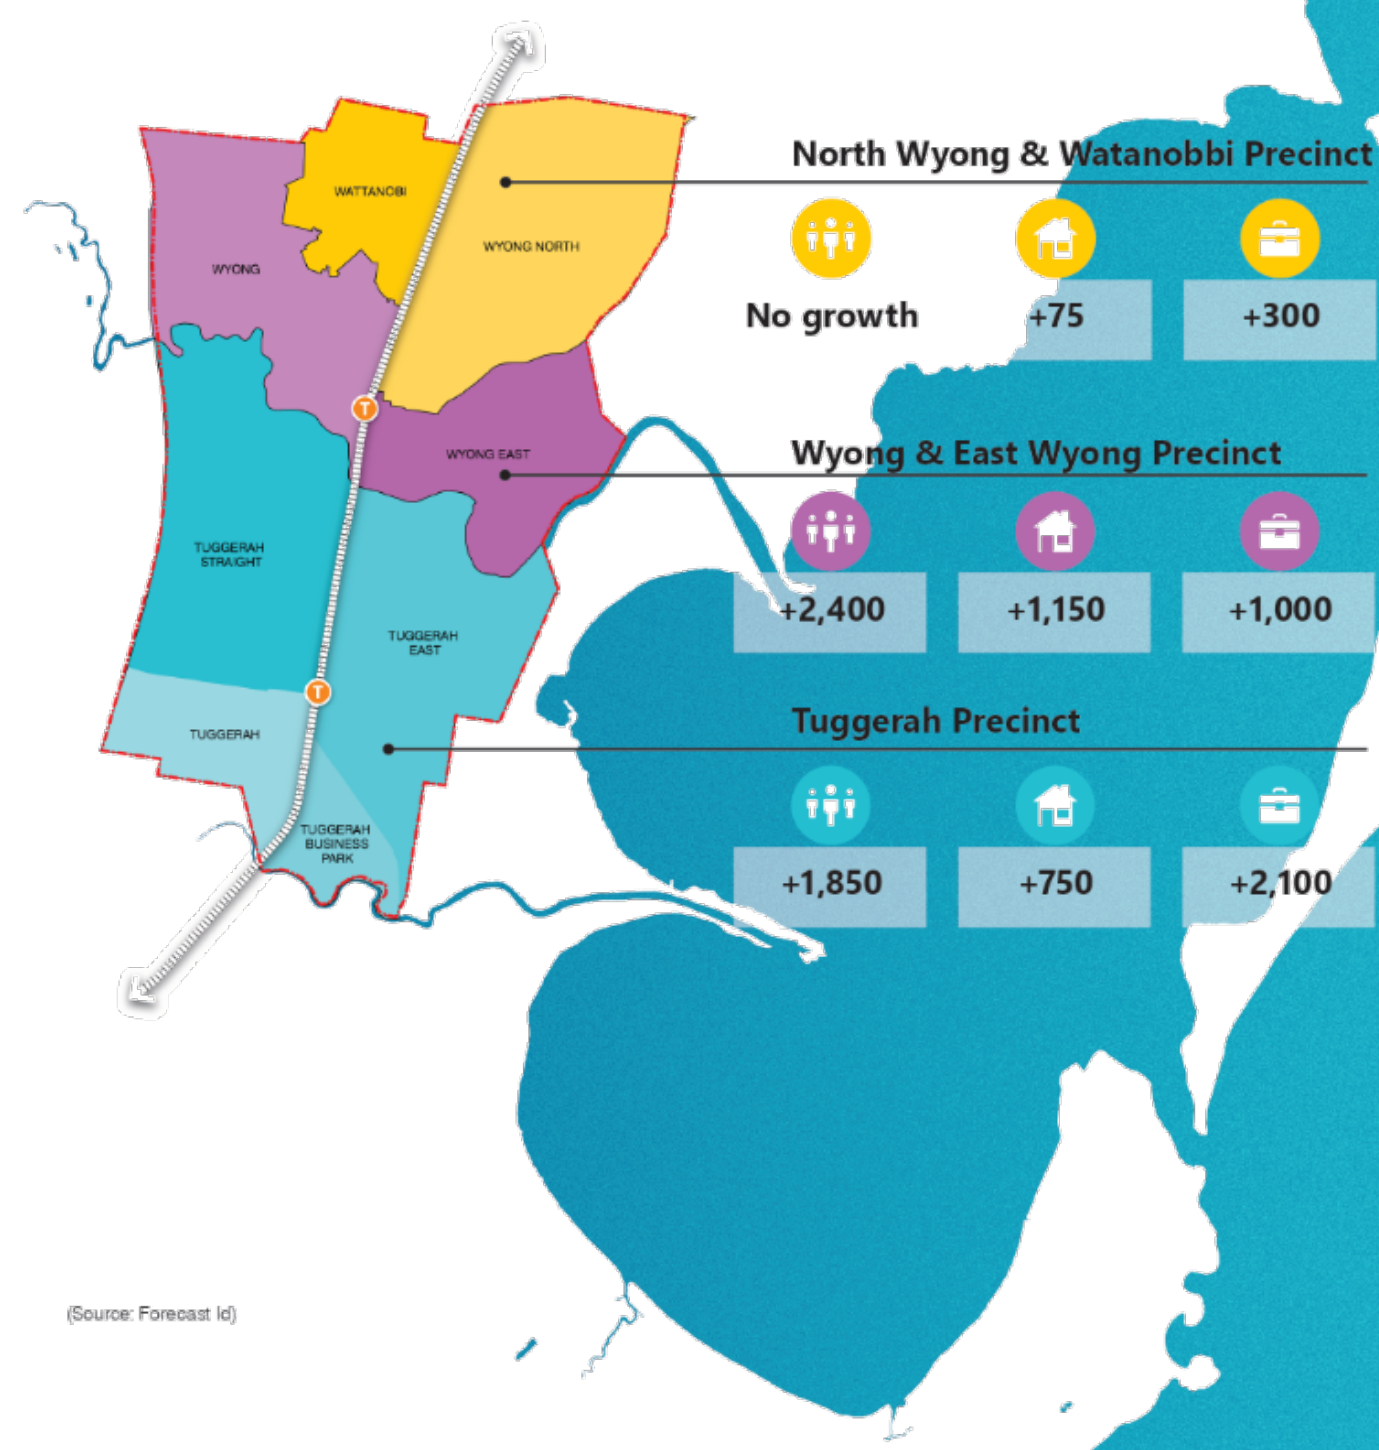 North Wyong & Watanobbi Precinct
WATTANOBI
WYONG NORTH
WYONG
No growth
+75
+300
T
Wyong & East Wyong Precinct
WYONG EAST
TUGGERAH
STRAIGHT
+2,400
+1,150
+1,000
TUGGERAH
EAST
T
Tuggerah Precinct
TUGGERAH
TUGGERAH
BUSINESS
PARK
+1,850
+750
+2,100
(Source: Forecast Id)